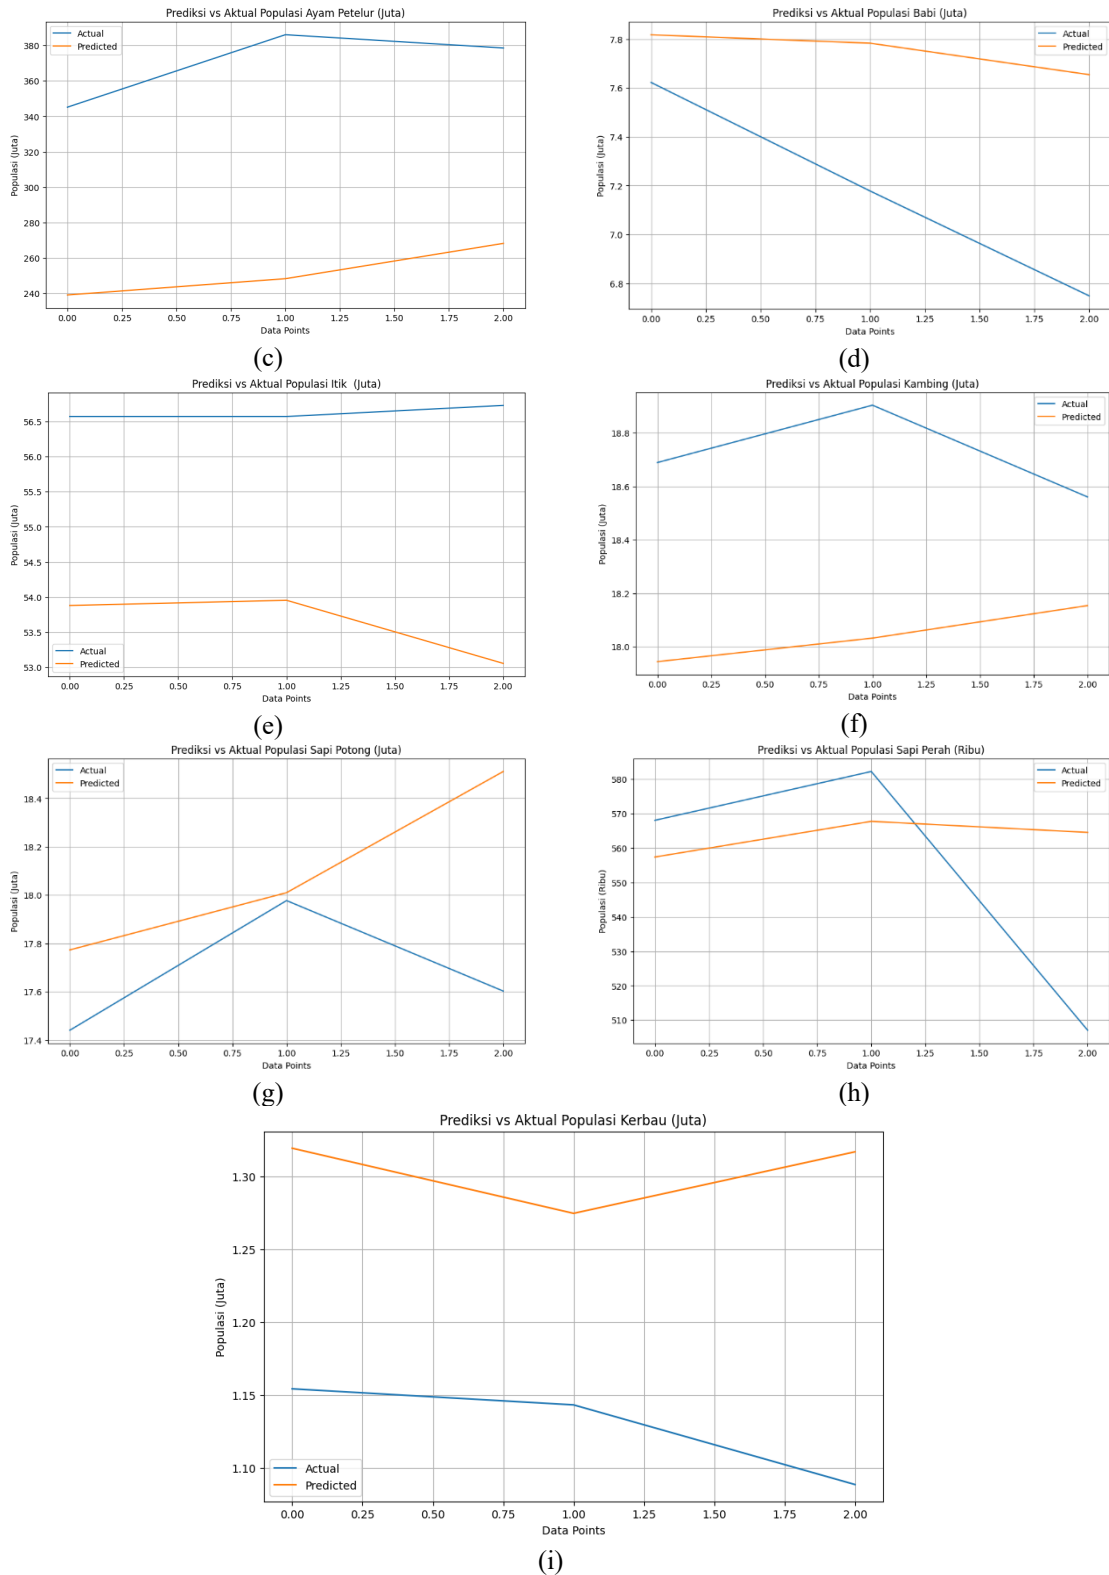 Prediksi vs Aktual Populasi Ayam Petelur (Juta)
Actual
Predicted
Populasi (Juta)
380
360
340
320
300
280
260
240
0.00 0.25 0.50 0.75 1.00 1.25 1.50 1.75 2.00
Data Points
(c)
Prediksi vs Aktual Populasi Babi (Juta)
Actual
Predicted
Populasi (Juta)
7.8
7.6
7.4
7.2
7.0
6.8
0.00 0.25 0.50 0.75 1.00 1.25 1.50 1.75 2.00
Data Points
(d)
Prediksi vs Aktual Populasi Itik (Juta)
Populasi (Juta)
56.5
56.0
55.5
55.0
54.5
54.0
53.5
53.0
Actual
Predicted
0.00 0.25 0.50 0.75 1.00 1.25 1.50 1.75 2.00
Data Points
(e)
Prediksi vs Aktual Populasi Kambing (Juta)
Actual
Predicted
Populasi (Juta)
18.8
18.6
18.4
18.2
18.0
0.00 0.25 0.50 0.75 1.00 1.25 1.50 1.75 2.00
Data Points
(f)
Prediksi vs Aktual Populasi Sapi Potong (Juta)
Actual
Predicted
Populasi (Juta)
18.4
18.2
18.0
17.8
17.6
17.4
0.00 0.25 0.50 0.75 1.00 1.25 1.50 1.75 2.00
Data Points
(g)
Prediksi vs Aktual Populasi Sapi Perah (Ribu)
Actual
Predicted
Populasi (Ribu)
580
570
560
550
540
530
520
510
0.00 0.25 0.50 0.75 1.00 1.25 1.50 1.75 2.00
Data Points
(h)
Prediksi vs Aktual Populasi Kerbau (Juta)
Populasi (Juta)
1.30
1.25
1.20
1.15
1.10
Actual
Predicted
0.00 0.25 0.50 0.75 1.00 1.25 1.50 1.75 2.00
Data Points
(i)